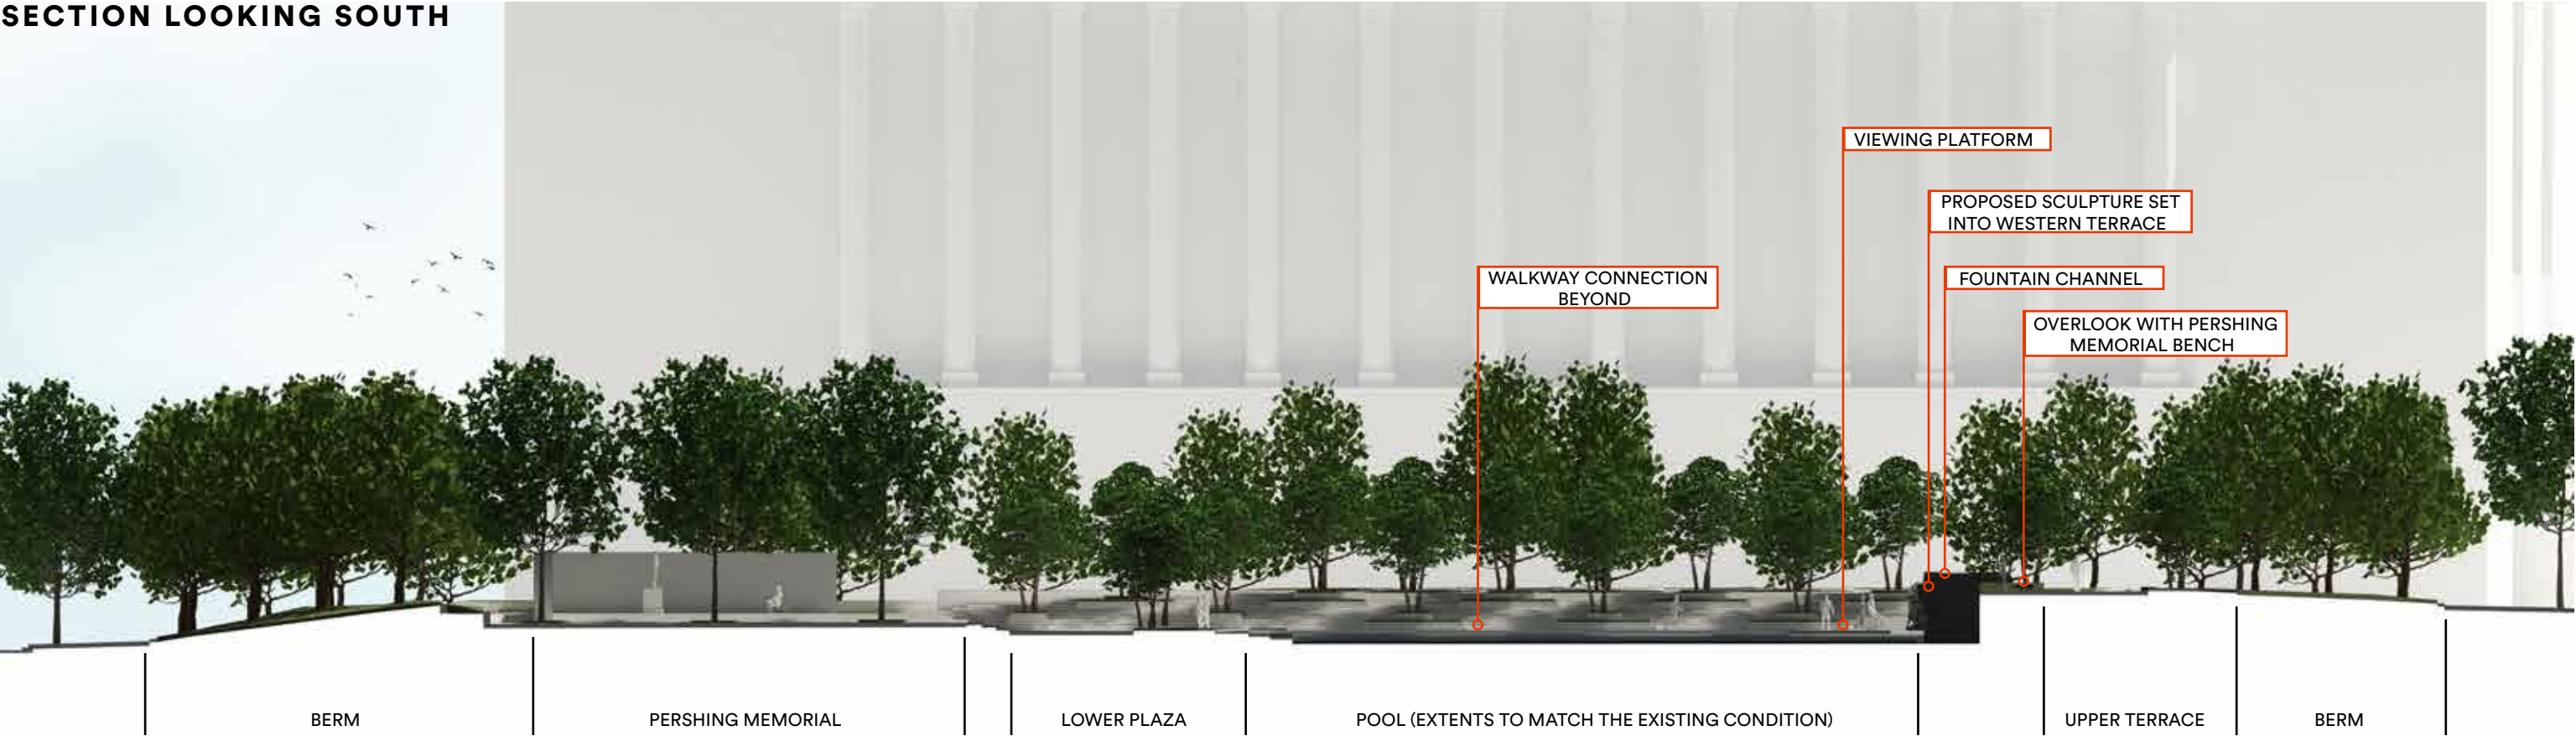 SECTION LOOKING SOUTH
VIEWING PLATFORM
PROPOSED SCULPTURE SET
INTO WESTERN TERRACE
WALKWAY CONNECTION
BEYOND
FOUNTAIN CHANNEL
OVERLOOK WITH PERSHING
MEMORIAL BENCH
BERM
PERSHING MEMORIAL
LOWER PLAZA
POOL (EXTENTS TO MATCH THE EXISTING CONDITION)
UPPER TERRACE
BERM